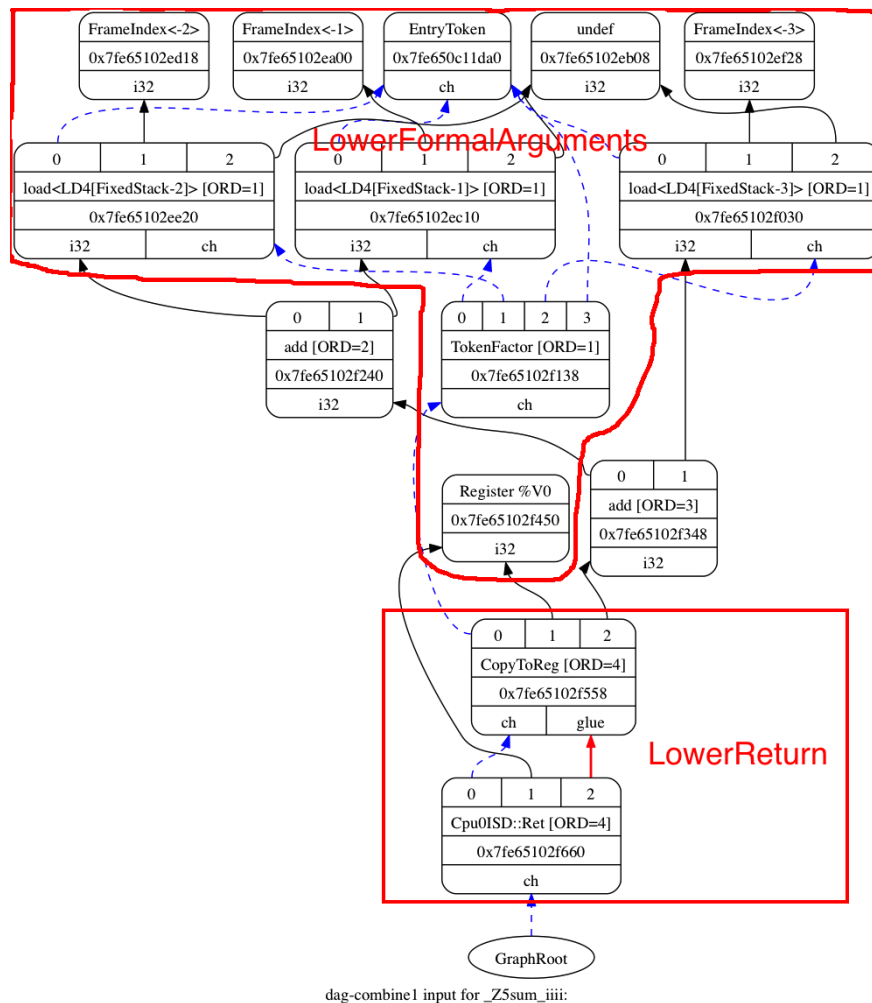 FrameIndex<-2> FrameIndex<-1> EntryToken undef FrameIndex<-3>
0x7fe65102ed18 0x7fe65102ea00 0x7fe650c11da0 0x7fe65102eb08 0x7fe65102ef28
i32 i32 ch i32 i32
LowerFormalArguments
0 1 2 0 1 2 0 1 2
load<LD4[FixedStack-2]> [ORD=1] load<LD4[FixedStack-1]> [ORD=1] load<LD4[FixedStack-3]> [ORD=1]
0x7fe65102ee20 0x7fe65102ec10 0x7fe65102f030
i32 ch i32 ch i32 ch
0 1 0 1 2 3
add [ORD=2] TokenFactor [ORD=1]
0x7fe65102f240 0x7fe65102f138
i32 ch
Register %V0 0 1
0x7fe65102f450 add [ORD=3]
i32 0x7fe65102f348
i32
0 1 2
CopyToReg [ORD=4]
0x7fe65102f558
ch glue
LowerReturn
0 1 2
Cpu0ISD::Ret [ORD=4]
0x7fe65102f660
ch
GraphRoot
dag-combine1 input for _Z5sum_iiii: